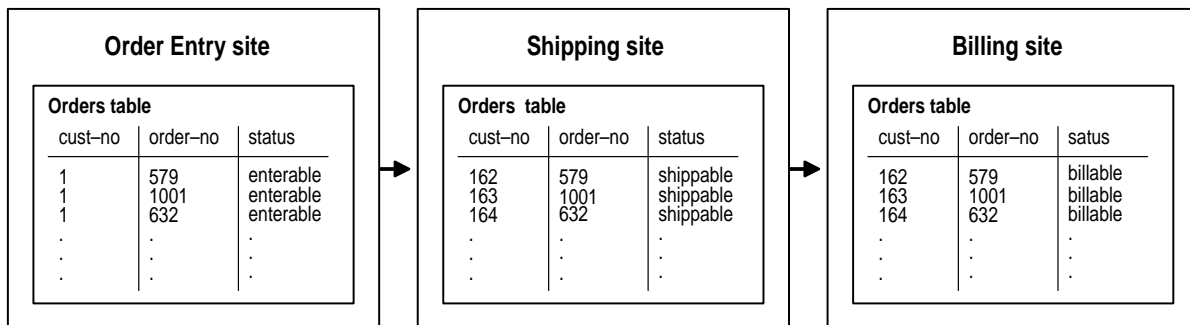 Order Entry site
Orders table
cust–no order–no status
1 579 enterable
1 1001 enterable
1 632 enterable
. . .
. . .
. . .
Shipping site
Orders table
cust–no order–no status
162 579 shippable
163 1001 shippable
164 632 shippable
. . .
. . .
. . .
Billing site
Orders table
cust–no order–no satus
162 579 billable
163 1001 billable
164 632 billable
. . .
. . .
. . .